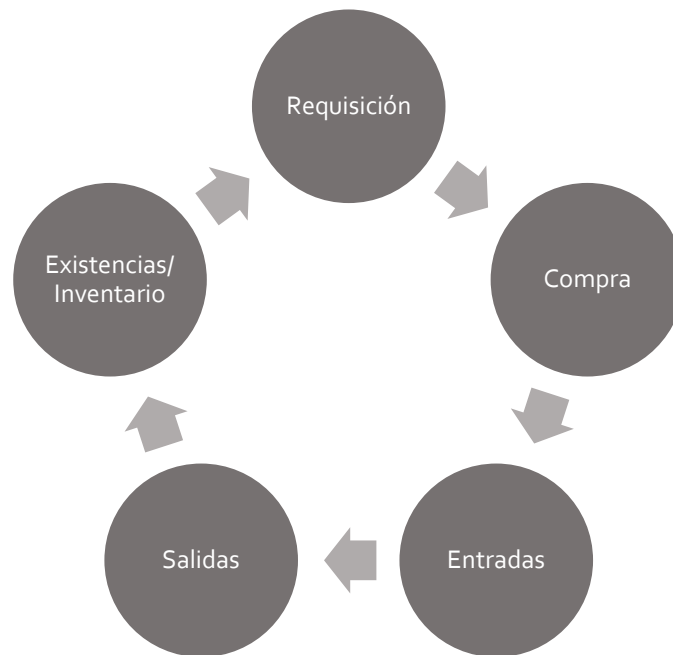 Requisición
Compra
Entradas
Salidas
Existencias/
Inventario